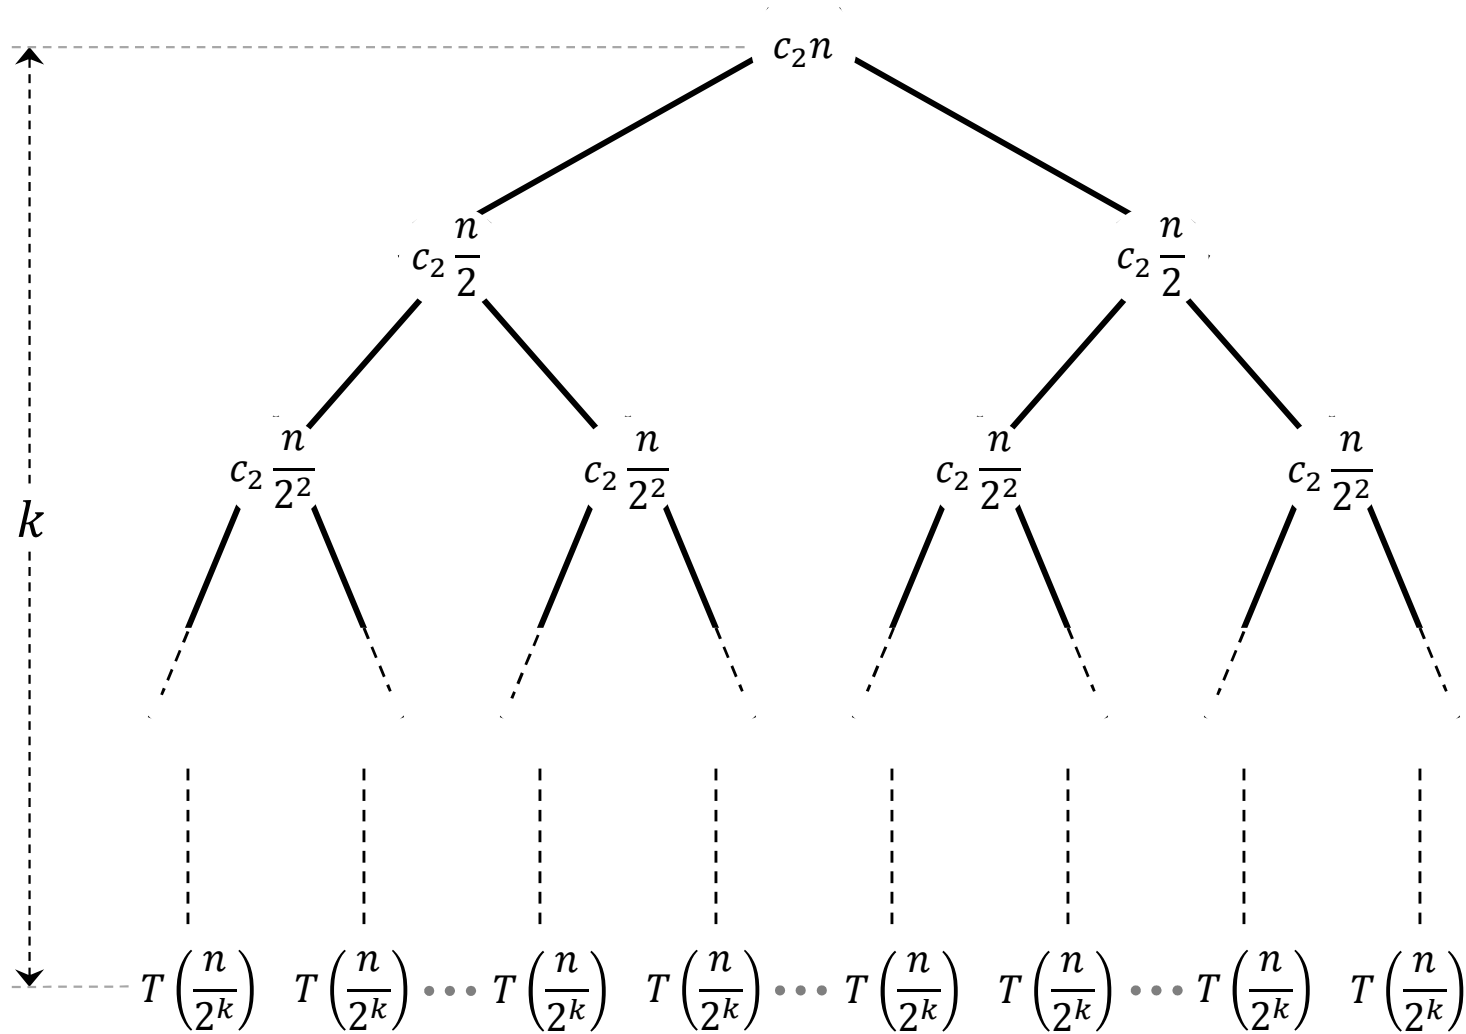 c₂n
c₂ n/2 c₂ n/2
c₂ n/2² c₂ n/2² c₂ n/2² c₂ n/2²
k
T(n/2ᵏ) T(n/2ᵏ) ••• T(n/2ᵏ) T(n/2ᵏ) ••• T(n/2ᵏ) T(n/2ᵏ) ••• T(n/2ᵏ) T(n/2ᵏ)